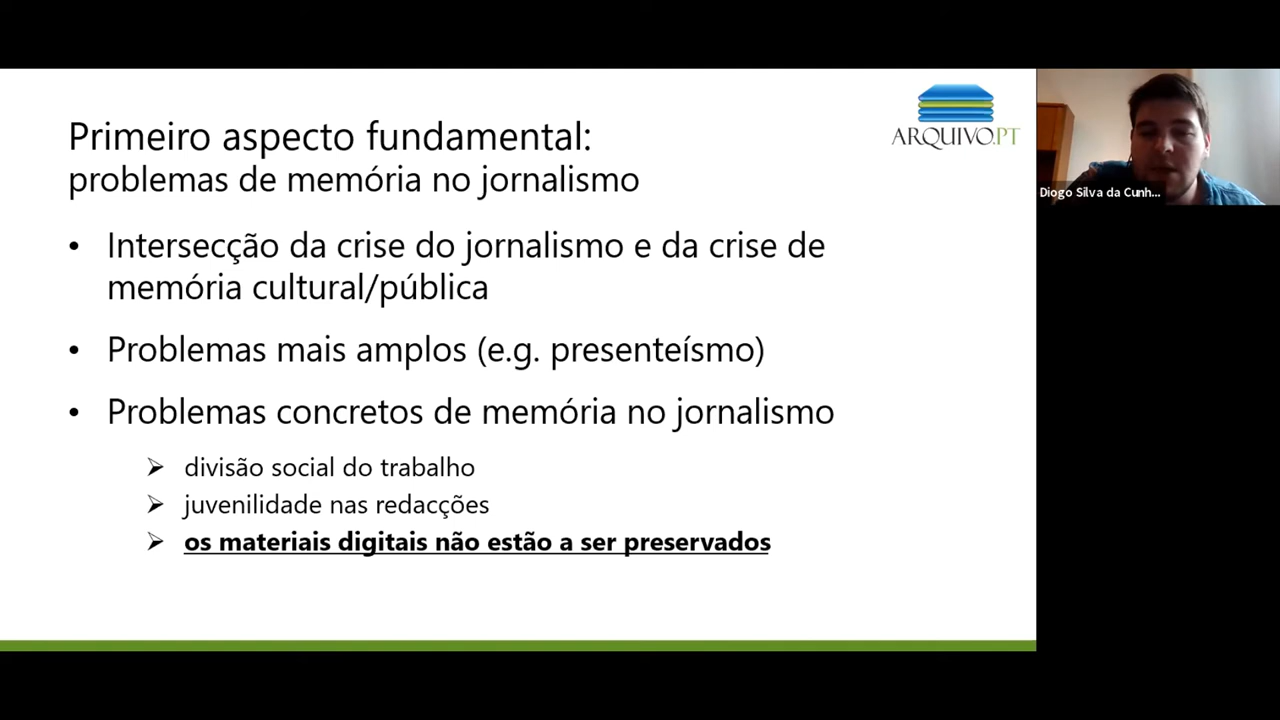 Primeiro aspecto fundamental:
problemas de memória no jornalismo
ARQUIVO.PT
Diogo Silva da Cunh...
• Intersecção da crise do jornalismo e da crise de
memória cultural/pública
• Problemas mais amplos (e.g. presenteísmo)
• Problemas concretos de memória no jornalismo
➢ divisão social do trabalho
➢ juvenilidade nas redacções
➢ os materiais digitais não estão a ser preservados